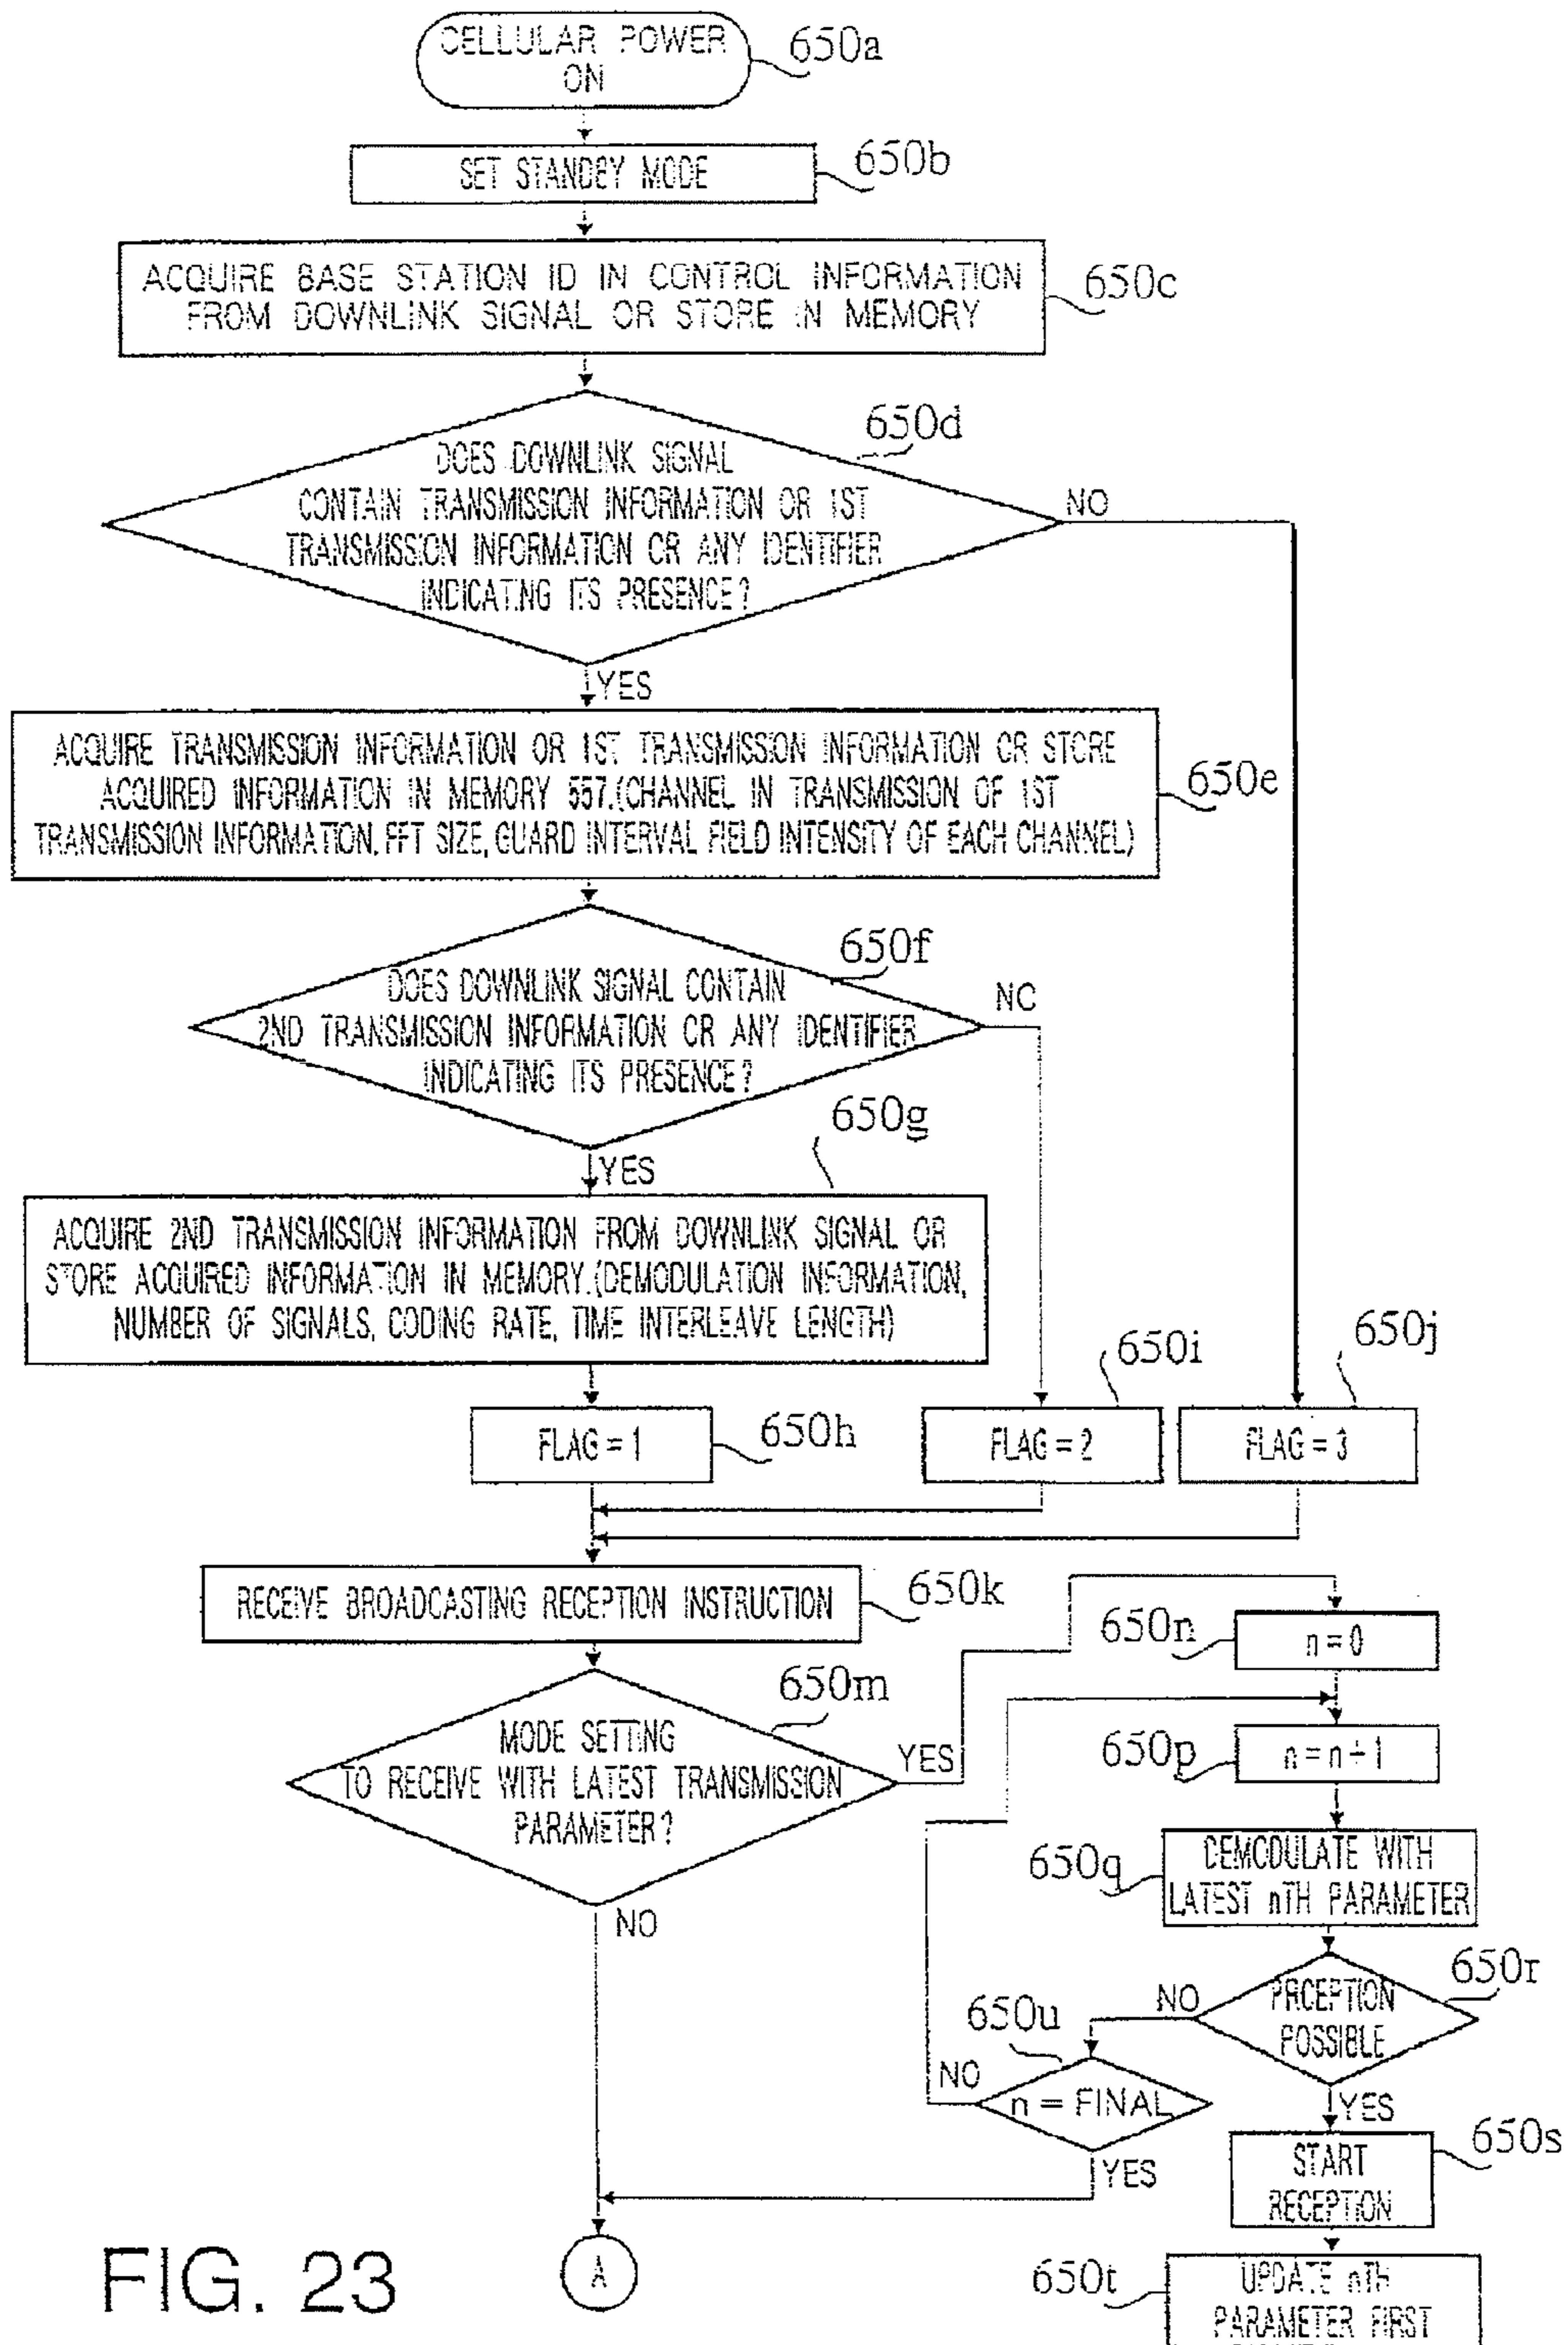 CELLULAR POWER
ON
650a
SET STANDBY MODE
650b
ACQUIRE BASE STATION ID IN CONTROL INFORMATION
FROM DOWNLINK SIGNAL OR STORE IN MEMORY
650c
650d
DOES DOWNLINK SIGNAL
CONTAIN TRANSMISSION INFORMATION OR 1ST
TRANSMISSION INFORMATION OR ANY IDENTIFIER
INDICATING ITS PRESENCE?
NO
YES
ACQUIRE TRANSMISSION INFORMATION OR 1ST TRANSMISSION INFORMATION OR STORE
ACQUIRED INFORMATION IN MEMORY 557.(CHANNEL IN TRANSMISSION OF 1ST
TRANSMISSION INFORMATION, FFT SIZE, GUARD INTERVAL FIELD INTENSITY OF EACH CHANNEL)
650e
650f
DOES DOWNLINK SIGNAL CONTAIN
2ND TRANSMISSION INFORMATION OR ANY IDENTIFIER
INDICATING ITS PRESENCE?
NO
YES
650g
ACQUIRE 2ND TRANSMISSION INFORMATION FROM DOWNLINK SIGNAL OR
STORE ACQUIRED INFORMATION IN MEMORY.(DEMODULATION INFORMATION,
NUMBER OF SIGNALS, CODING RATE, TIME INTERLEAVE LENGTH)
FLAG = 1
650h
FLAG = 2
650i
FLAG = 3
650j
RECEIVE BROADCASTING RECEPTION INSTRUCTION
650k
650m
MODE SETTING
TO RECEIVE WITH LATEST TRANSMISSION
PARAMETER?
YES
NO
650n
n = 0
650p
n = n + 1
650q
DEMODULATE WITH
LATEST nTH PARAMETER
650r
PRCEPTION
POSSIBLE
NO
YES
650u
n = FINAL
NO
YES
650s
START
RECEPTION
650t
UPDATE nTH
PARAMETER FIRST
A
FIG. 23